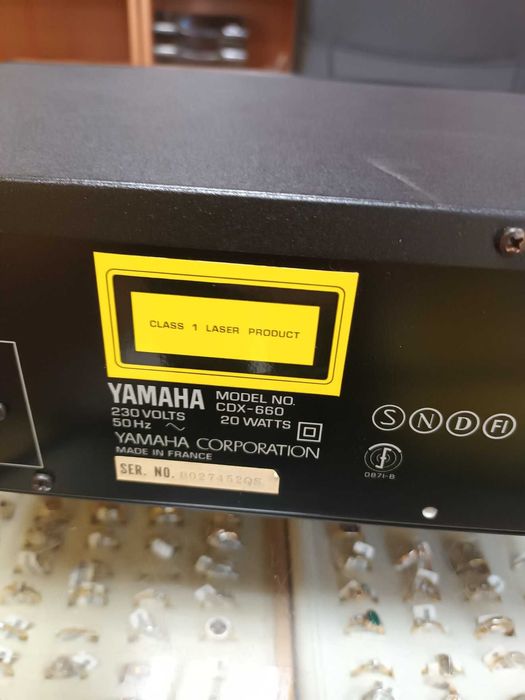 CLASS 1 LASER PRODUCT
YAMAHA MODEL NO. CDX-660
230 VOLTS
50 Hz ~ 20 WATTS
YAMAHA CORPORATION
MADE IN FRANCE
SER. NO.
S N D FI
0871-B